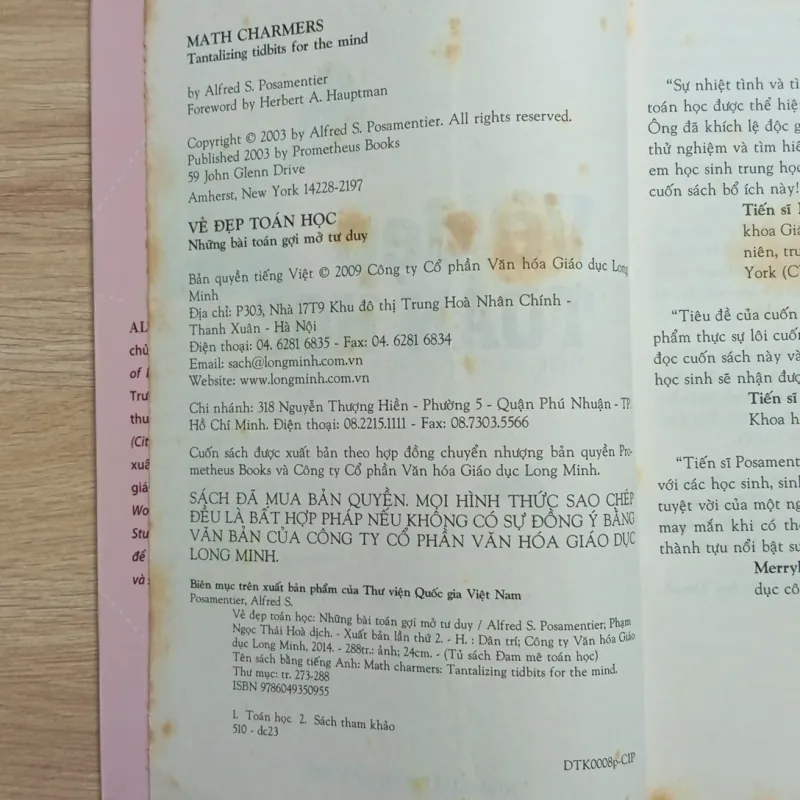 MATH CHARMERS
Tantalizing tidbits for the mind
by Alfred S. Posamentier
Foreword by Herbert A. Hauptman
Copyright © 2003 by Alfred S. Posamentier. All rights reserved.
Published 2003 by Prometheus Books
59 John Glenn Drive
Amherst, New York 14228-2197
VẺ ĐẸP TOÁN HỌC
Những bài toán gợi mở tư duy
Bản quyền tiếng Việt © 2009 Công ty Cổ phần Văn hóa Giáo dục Long
Minh
Địa chỉ: P303, Nhà 17T9 Khu đô thị Trung Hoà Nhân Chính -
Thanh Xuân - Hà Nội
Điện thoại: 04. 6281 6835 - Fax: 04. 6281 6834
Email: sach@longminh.com.vn
Website: www.longminh.com.vn
Chi nhánh: 318 Nguyễn Thượng Hiền - Phường 5 - Quận Phú Nhuận - TP.
Hồ Chí Minh. Điện thoại: 08.2215.1111 - Fax: 08.7303.5566
Cuốn sách được xuất bản theo hợp đồng chuyển nhượng bản quyền Pro-
metheus Books và Công ty Cổ phần Văn hóa Giáo dục Long Minh.
SÁCH ĐÃ MUA BẢN QUYỀN. MỌI HÌNH THỨC SAO CHÉP
ĐỀU LÀ BẤT HỢP PHÁP NẾU KHÔNG CÓ SỰ ĐỒNG Ý BẰNG
VĂN BẢN CỦA CÔNG TY CỔ PHẦN VĂN HÓA GIÁO DỤC
LONG MINH.
Biên mục trên xuất bản phẩm của Thư viện Quốc gia Việt Nam
Posamentier, Alfred S.
Vẻ đẹp toán học: Những bài toán gợi mở tư duy / Alfred S. Posamentier; Phạm
Ngọc Thái Hoà dịch. - Xuất bản lần thứ 2. - H. : Dân trí; Công ty Văn hóa Giáo
dục Long Minh, 2014. - 288tr.: ảnh; 24cm. - (Tủ sách Đam mê toán học)
Tên sách bằng tiếng Anh: Math charmers: Tantalizing tidbits for the mind.
Thư mục: tr. 273-288
ISBN 9786049350955
1. Toán học 2. Sách tham khảo
510 - dc23
DTK0008p-CIP
AL
chủ
of
Trư
thu
(Cit
xuấ
giá
Wo
Stu
để
và
"Sự nhiệt tình và
toán học được thể hiệ
Ông đã khích lệ độc g
thử nghiệm và tìm hiể
em học sinh trung học
cuốn sách bổ ích này!
Tiến sĩ
khoa Giá
niên, trư
York (C
"Tiêu đề của cuốn
phẩm thực sự lôi cuốn
đọc cuốn sách này và
học sinh sẽ nhận đượ
Tiến sĩ
Khoa h
"Tiến sĩ Posament
với các học sinh, sinh
tuyệt vời của một ng
may mắn khi có thể
thành tựu nổi bật su
Merryl
dục cô